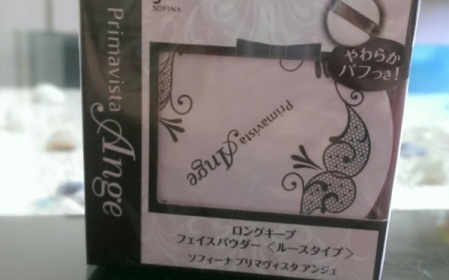 SOFINA
Primavista
Ange
やわらか
パフつき!
Primavista
Ange
ロングキープ
フェイスパウダー〈ルースタイプ〉
ソフィーナ プリマヴィスタ アンジェ